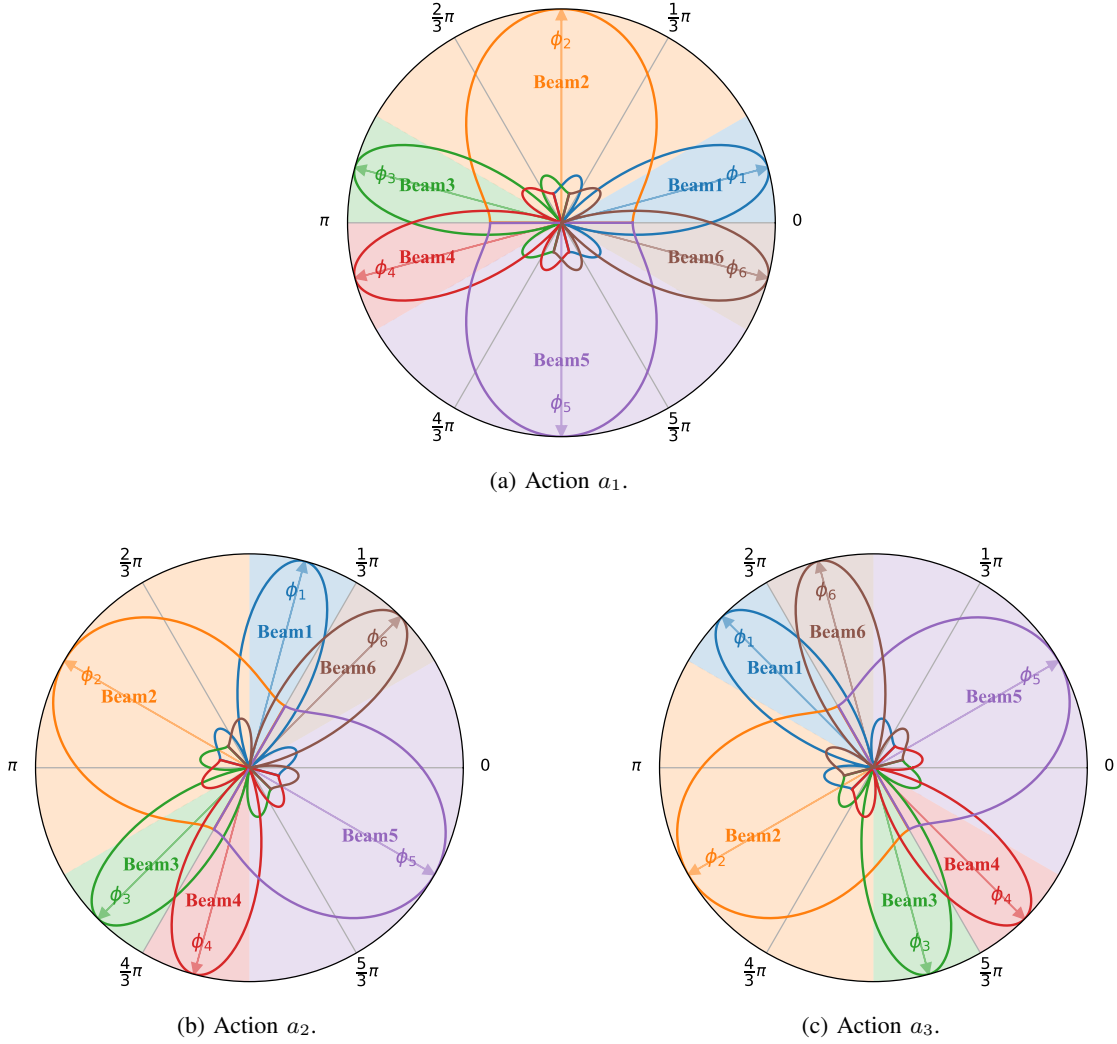 2/3π 1/3π
ϕ2
Beam2
ϕ3 Beam3 Beam1 ϕ1
π 0
Beam4 Beam6
ϕ4 ϕ6
Beam5
ϕ5
4/3π 5/3π
(a) Action a1.
2/3π 1/3π
ϕ1
Beam1
ϕ6
Beam6
ϕ2
Beam2
π 0
Beam5
ϕ5
Beam3
ϕ3
Beam4
ϕ4
4/3π 5/3π
(b) Action a2.
2/3π 1/3π
ϕ6
Beam6
ϕ1
Beam1
ϕ5
Beam5
π 0
Beam2
ϕ2
Beam4
ϕ4
Beam3
ϕ3
4/3π 5/3π
(c) Action a3.